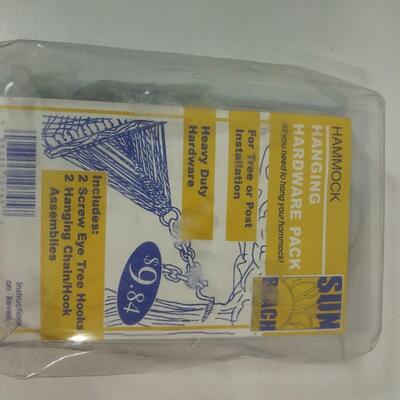 HAMMOCK
HANGING
HARDWARE PACK
All you need to hang your hammock!
SUN
BEACH
For Tree or Post
Installation
Heavy Duty
Hardware
$9.84
Includes:
2 Screw Eye Tree Hooks
2 Hanging Chain/Hook
Assemblies